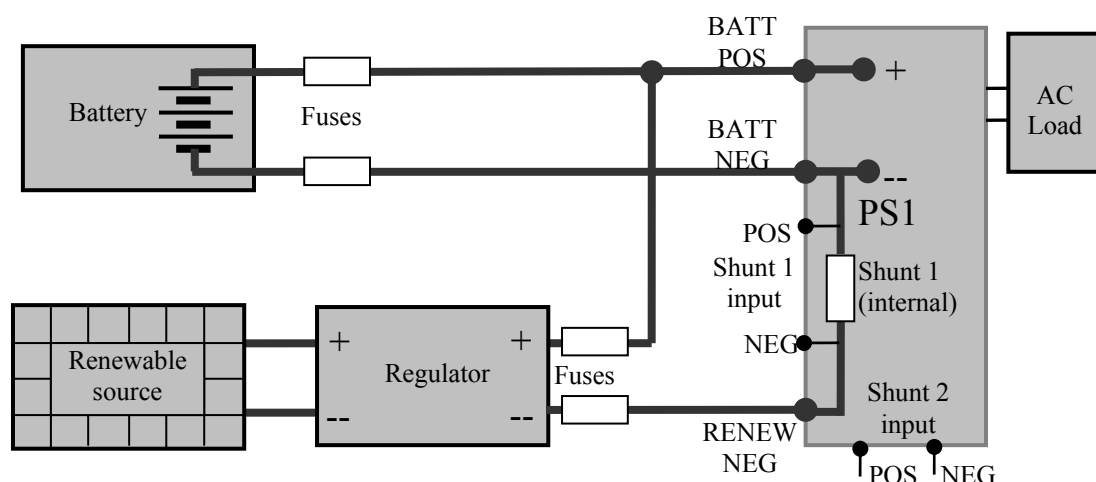 BATT
POS
+
AC
Load
Battery
Fuses
BATT
NEG
--
PS1
POS
Shunt 1
input
Shunt 1
(internal)
NEG
Renewable
source
+
--
Regulator
+
--
Fuses
RENEW
NEG
Shunt 2
input
POS
NEG